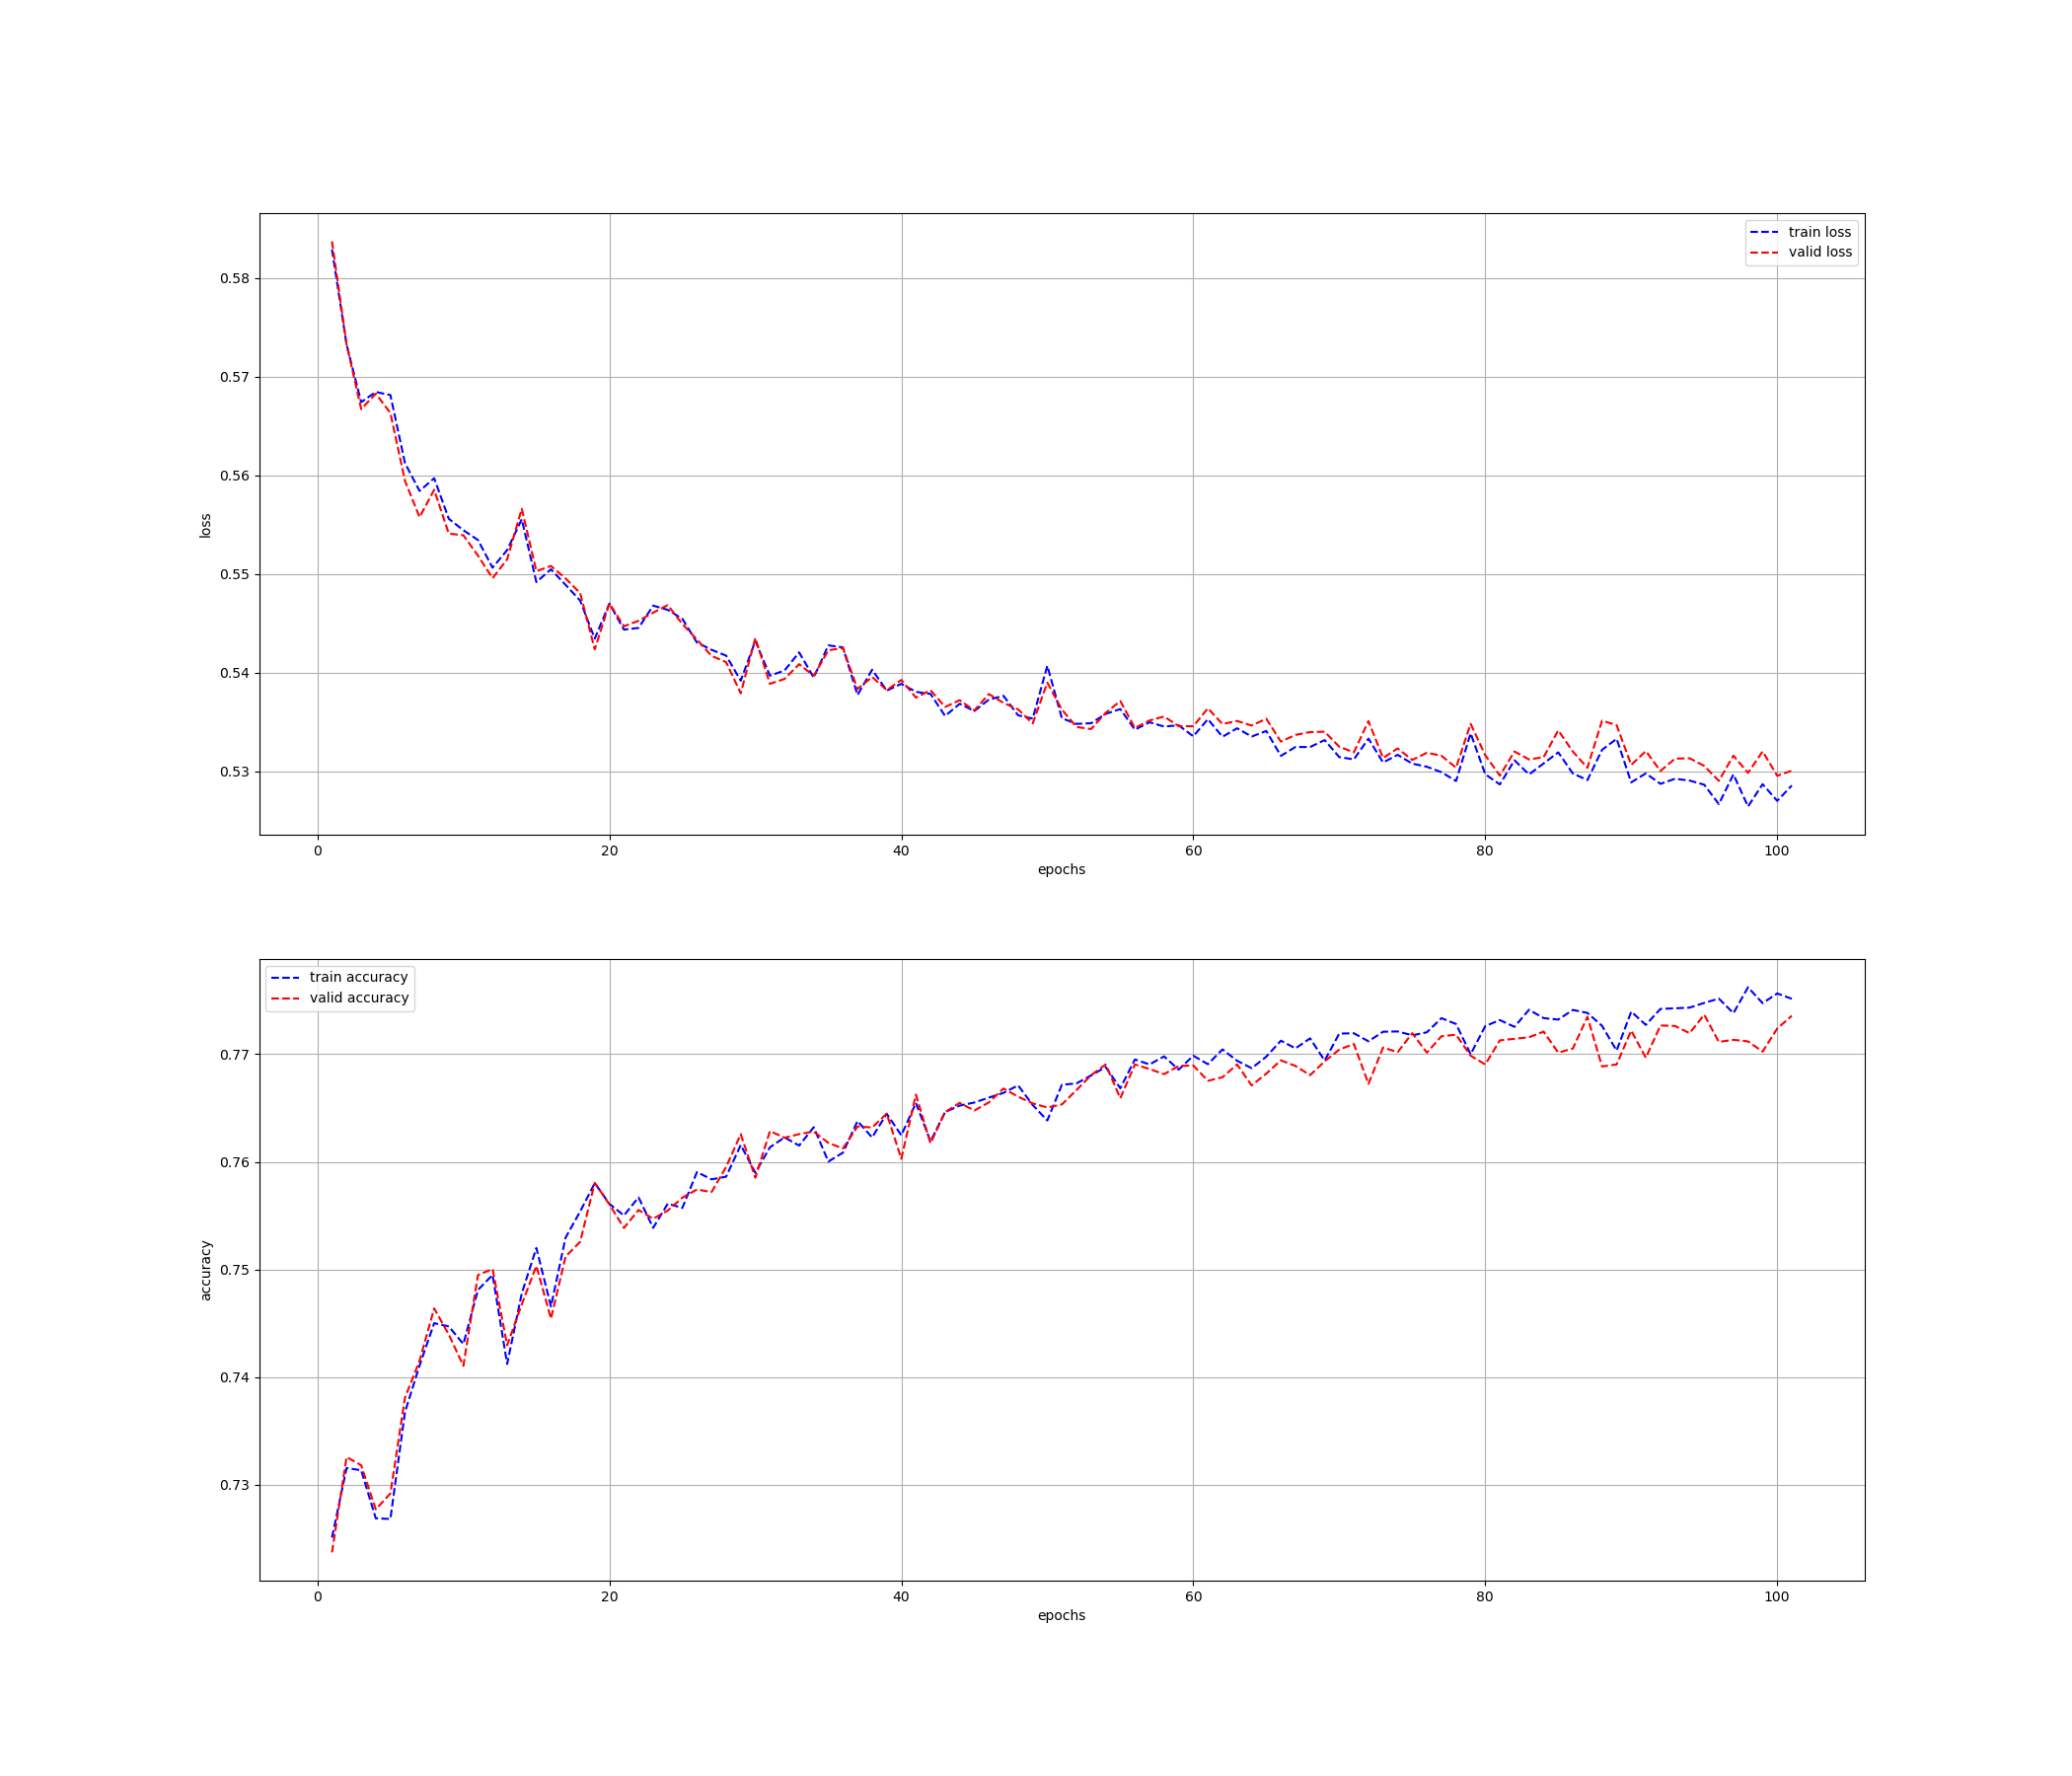 train loss
valid loss
0.58
0.57
0.56
0.55
0.54
0.53
loss
0 20 40 60 80 100
epochs
train accuracy
valid accuracy
0.77
0.76
0.75
0.74
0.73
accuracy
0 20 40 60 80 100
epochs